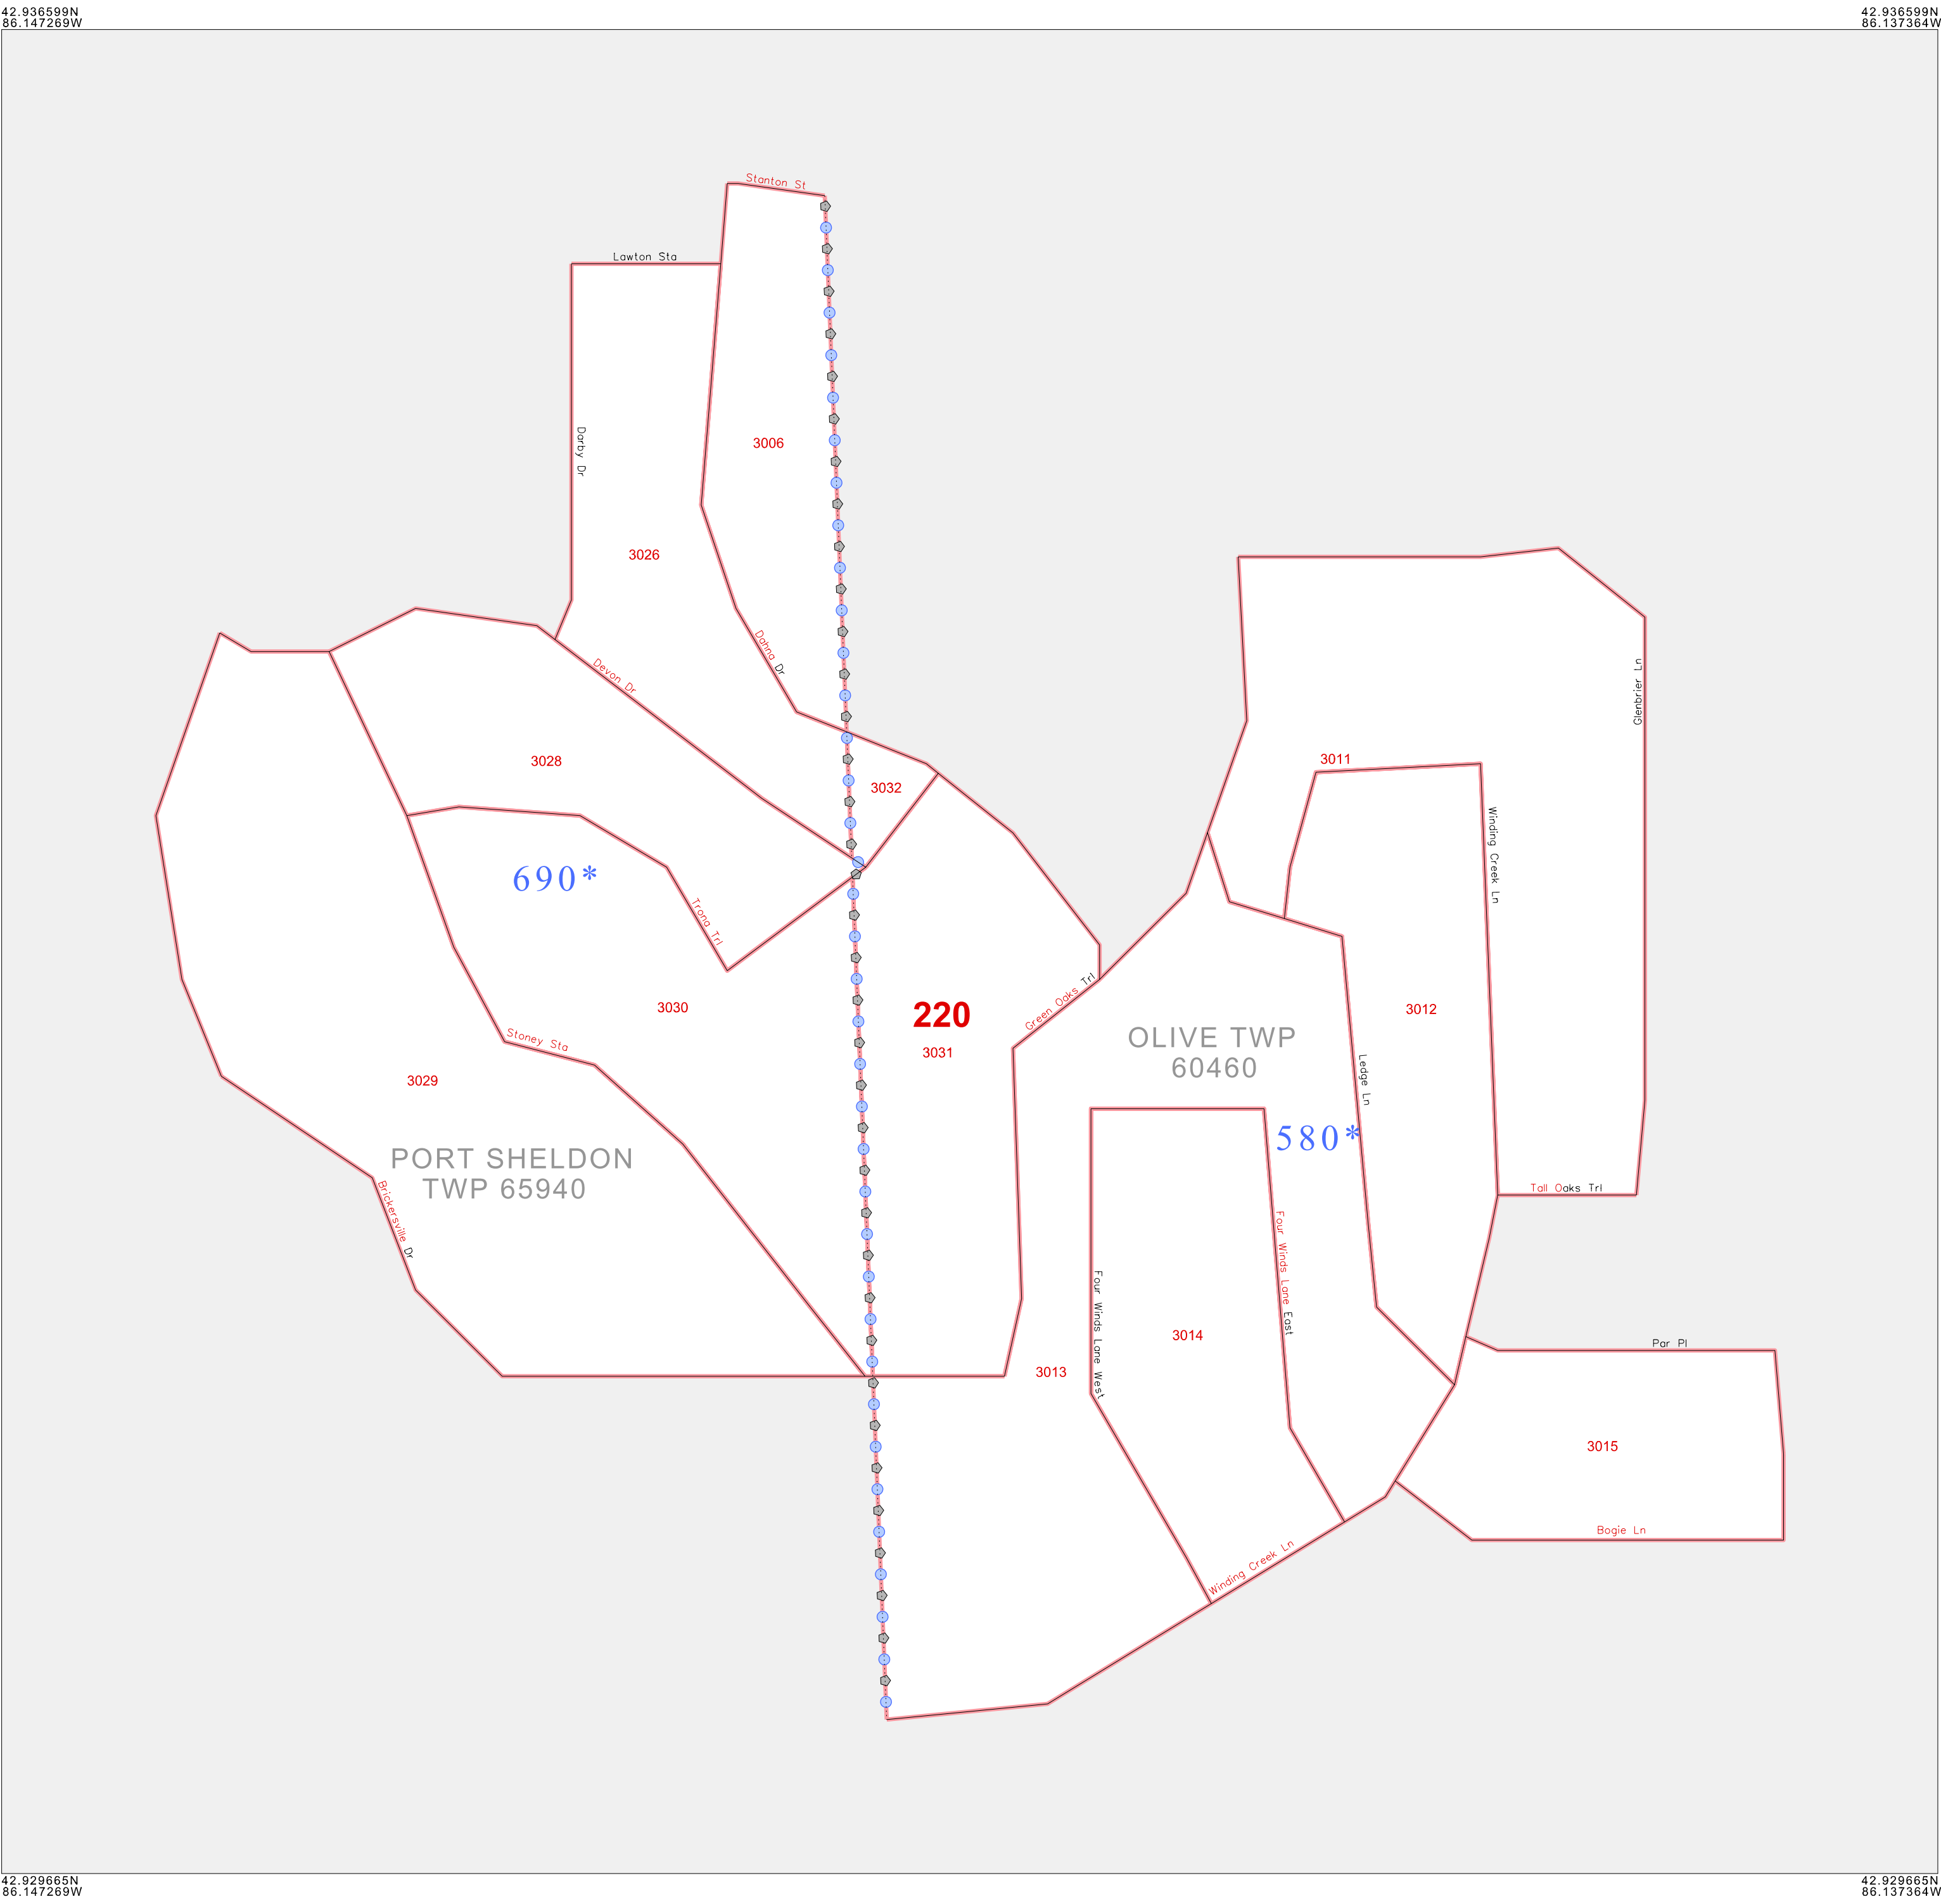 42.936599N
86.147269W
42.936599N
86.137364W
Stanton St
Lawton Sta
Darby Dr
3006
3026
Dahna Dr
Devon Dr
Glenbrier Ln
3028
3032
3011
Winding Creek Ln
690*
Trona Trl
Green Oaks Trl
3030
220
3031
3012
OLIVE TWP
60460
Stoney Sta
Ledge Ln
3029
580*
PORT SHELDON
TWP 65940
Brickersville Dr
Tall Oaks Trl
Four Winds Lane East
Four Winds Lane West
3014
Par Pl
3013
3015
Bogie Ln
Winding Creek Ln
42.929665N
86.147269W
42.929665N
86.137364W